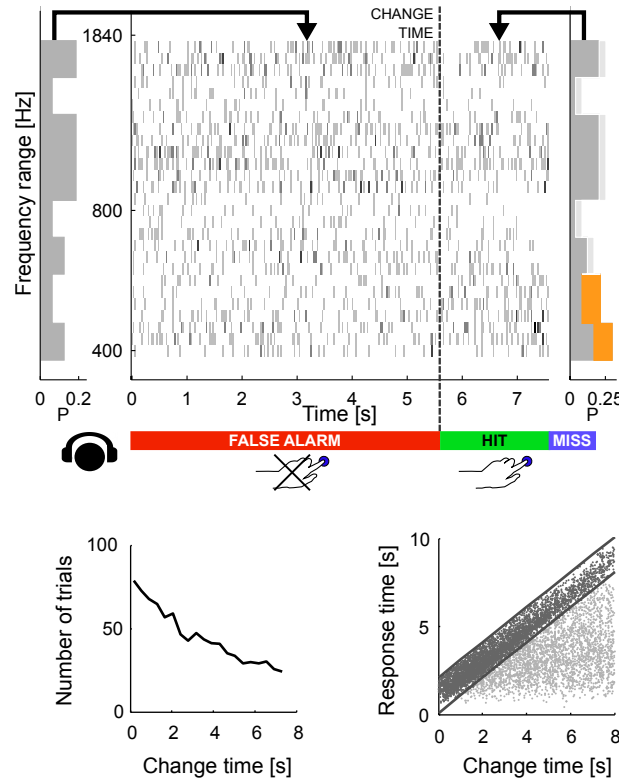 CHANGE
TIME
1840
800
400
Frequency range [Hz]
0 0.2
P
0 1 2 3 4 5 6 7
Time [s]
0 0.25
P
FALSE ALARM
HIT
MISS
100
50
0
Number of trials
0 2 4 6 8
Change time [s]
10
5
0
Response time [s]
0 2 4 6 8
Change time [s]